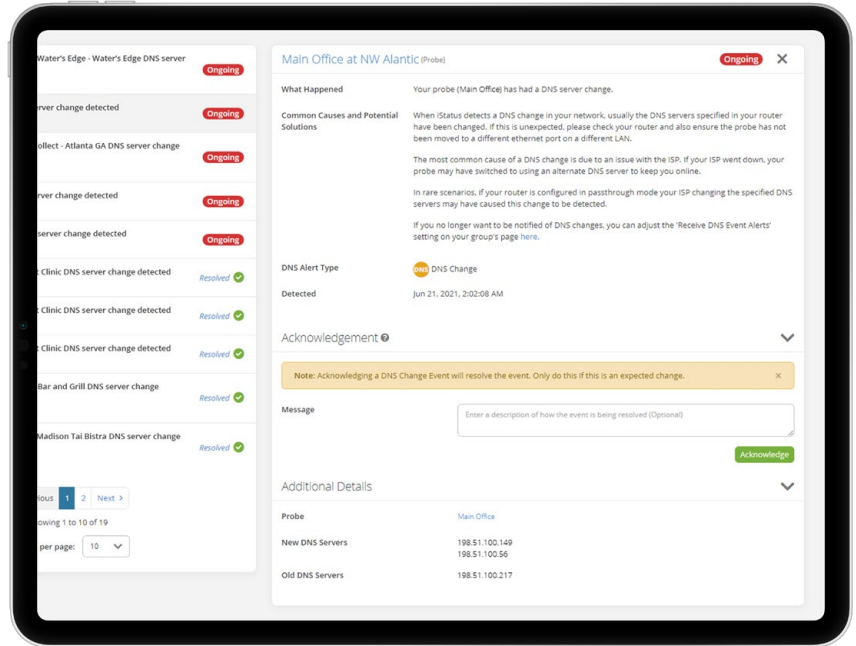 Water's Edge - Water's Edge DNS server
Ongoing
rver change detected
Ongoing
ollect - Atlanta GA DNS server change
Ongoing
rver change detected
Ongoing
server change detected
Ongoing
t Clinic DNS server change detected
Resolved
t Clinic DNS server change detected
Resolved
t Clinic DNS server change detected
Resolved
Bar and Grill DNS server change
Resolved
Madison Tai Bistra DNS server change
Resolved
ious 1 2 Next >
owing 1 to 10 of 19
per page: 10
Main Office at NW Alantic (Probe)
Ongoing
What Happened
Your probe (Main Office) has had a DNS server change.
Common Causes and Potential
Solutions
When iStatus detects a DNS change in your network, usually the DNS servers specified in your router
have been changed. If this is unexpected, please check your router and also ensure the probe has not
been moved to a different ethernet port on a different LAN.
The most common cause of a DNS change is due to an issue with the ISP. If your ISP went down, your
probe may have switched to using an alternate DNS server to keep you online.
In rare scenarios, if your router is configured in passthrough mode your ISP changing the specified DNS
servers may have caused this change to be detected.
If you no longer want to be notified of DNS changes, you can adjust the 'Receive DNS Event Alerts'
setting on your group's page here.
DNS Alert Type
DNS DNS Change
Detected
Jun 21, 2021, 2:02:08 AM
Acknowledgement
Note: Acknowledging a DNS Change Event will resolve the event. Only do this if this is an expected change.
Message
Enter a description of how the event is being resolved (Optional)
Acknowledge
Additional Details
Probe
Main Office
New DNS Servers
198.51.100.149
198.51.100.56
Old DNS Servers
198.51.100.217